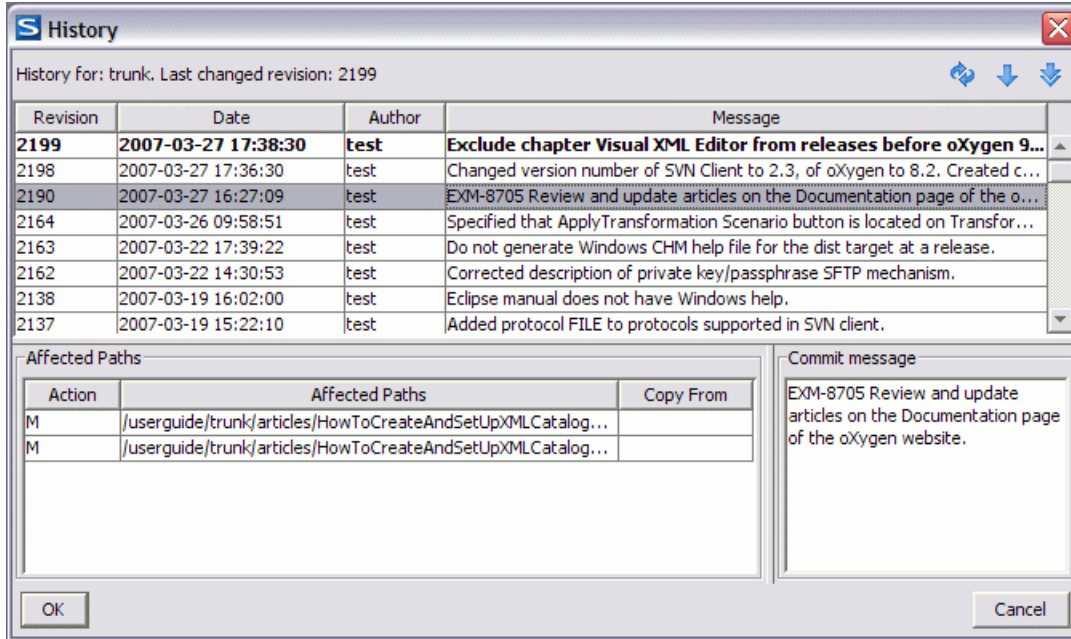 S History
History for: trunk. Last changed revision: 2199
Revision Date Author Message
2199 2007-03-27 17:38:30 test Exclude chapter Visual XML Editor from releases before oXygen 9...
2198 2007-03-27 17:36:30 test Changed version number of SVN Client to 2.3, of oXygen to 8.2. Created c...
2190 2007-03-27 16:27:09 test EXM-8705 Review and update articles on the Documentation page of the o...
2164 2007-03-26 09:58:51 test Specified that ApplyTransformation Scenario button is located on Transfor...
2163 2007-03-22 17:39:22 test Do not generate Windows CHM help file for the dist target at a release.
2162 2007-03-22 14:30:53 test Corrected description of private key/passphrase SFTP mechanism.
2138 2007-03-19 16:02:00 test Eclipse manual does not have Windows help.
2137 2007-03-19 15:22:10 test Added protocol FILE to protocols supported in SVN client.
Affected Paths
Action Affected Paths Copy From
M /userguide/trunk/articles/HowToCreateAndSetUpXMLCatalog...
M /userguide/trunk/articles/HowToCreateAndSetUpXMLCatalog...
Commit message
EXM-8705 Review and update
articles on the Documentation page
of the oXygen website.
OK Cancel